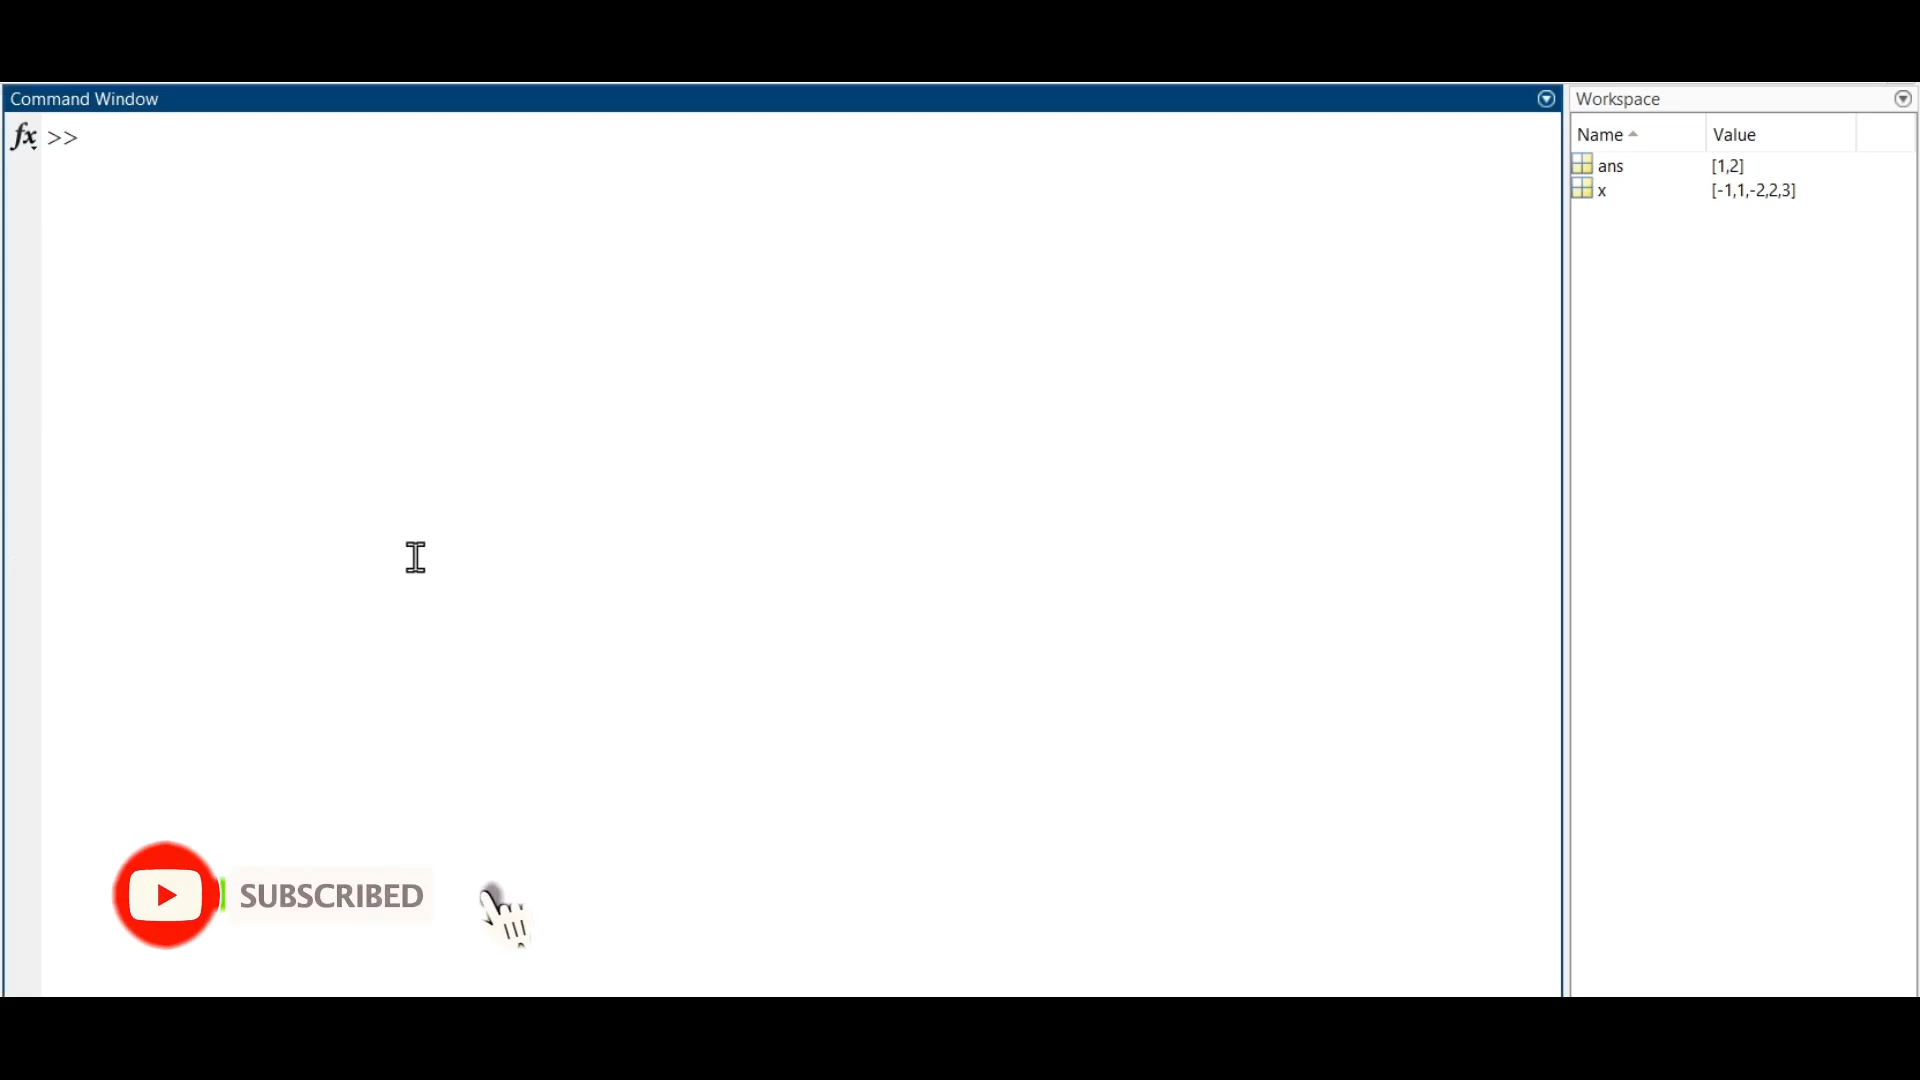 Command Window
fx >>
Workspace
Name Value
ans [1,2]
x [-1,1,-2,2,3]
SUBSCRIBED